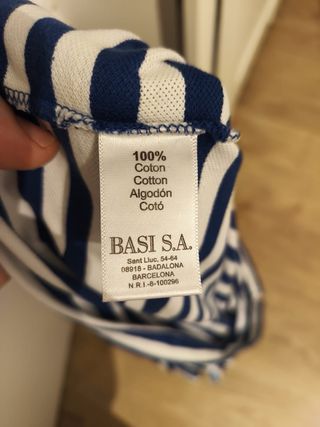 100%
Coton
Cotton
Algodón
Cotó
BASI S.A.
Sant Lluc, 54-64
08918 - BADALONA
BARCELONA
N R.I -8-100296